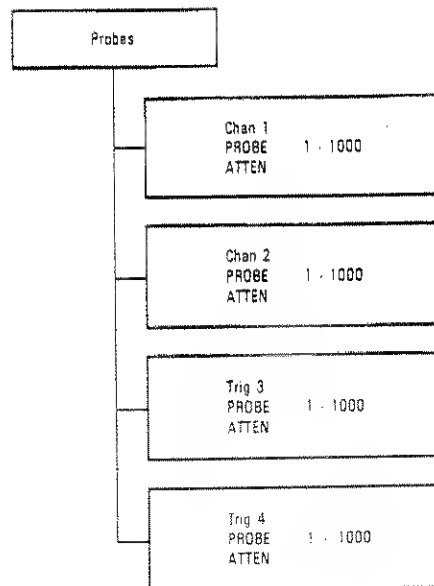 Probes
Chan 1
PROBE 1 - 1000
ATTEN
Chan 2
PROBE 1 - 1000
ATTEN
Trig 3
PROBE 1 - 1000
ATTEN
Trig 4
PROBE 1 - 1000
ATTEN